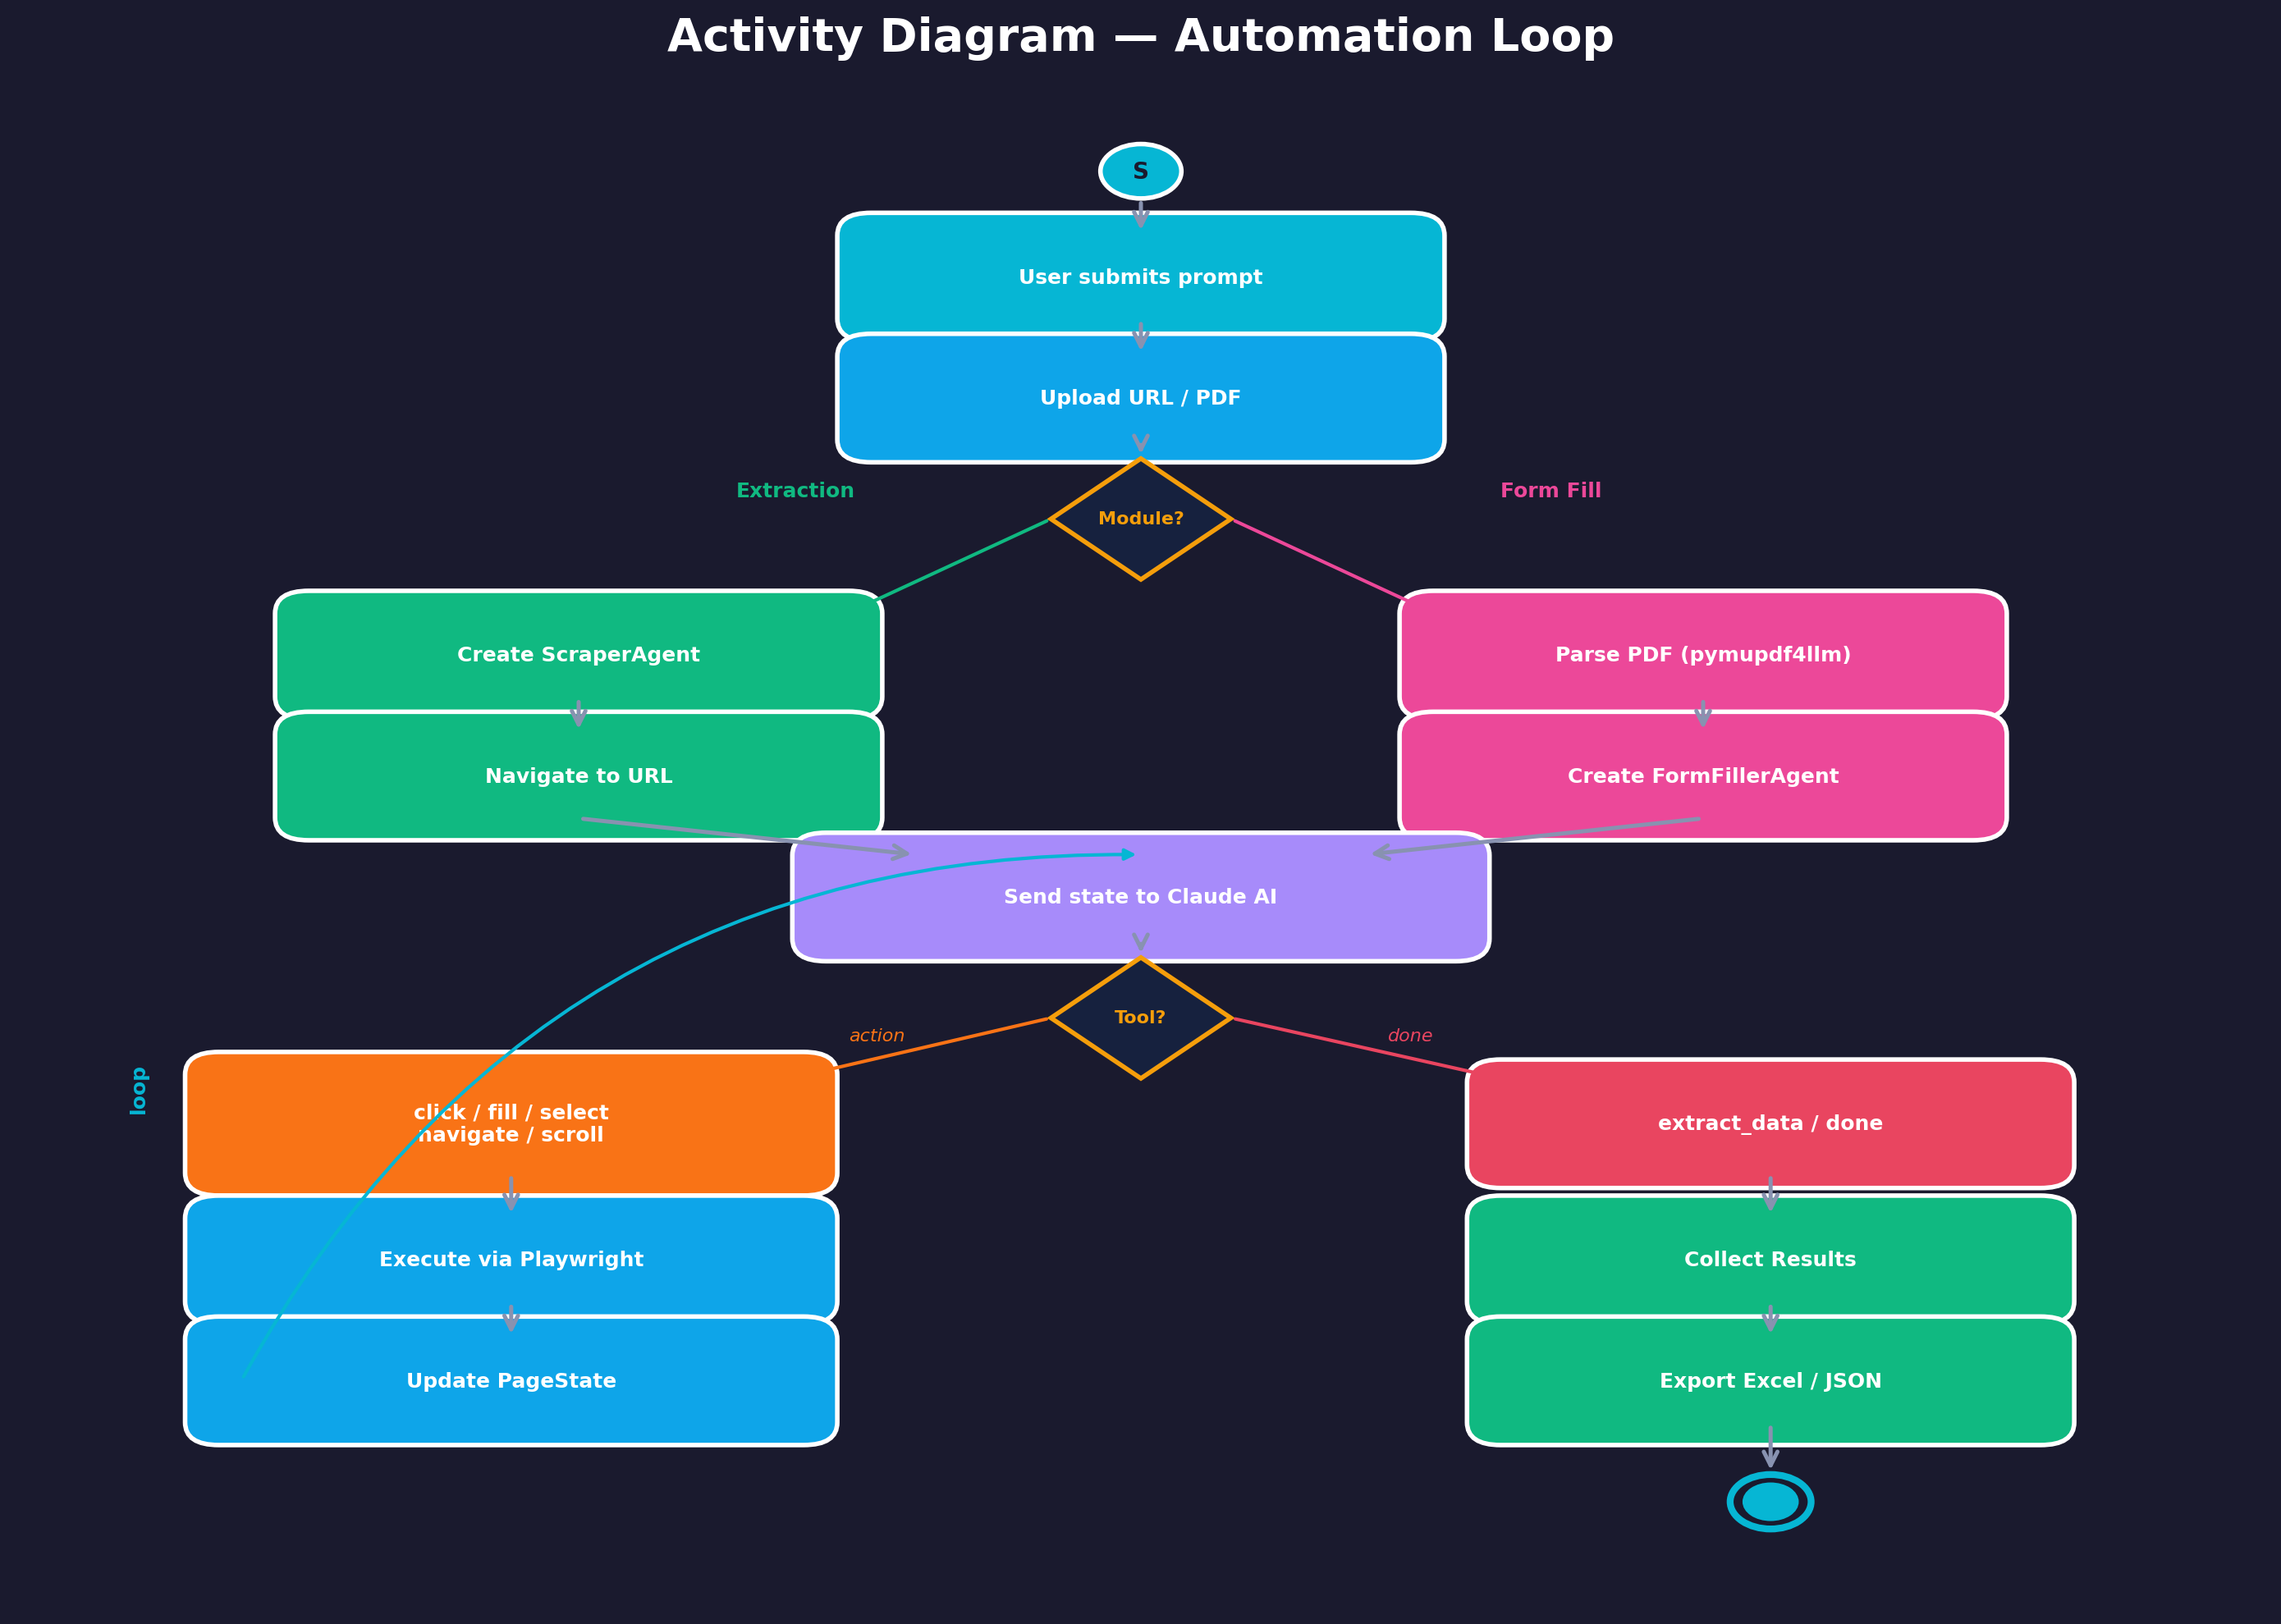 Activity Diagram — Automation Loop
S
User submits prompt
Upload URL / PDF
Extraction
Form Fill
Module?
Create ScraperAgent
Parse PDF (pymupdf4llm)
Navigate to URL
Create FormFillerAgent
Send state to Claude AI
Tool?
action
done
loop
click / fill / select
navigate / scroll
extract_data / done
Execute via Playwright
Collect Results
Update PageState
Export Excel / JSON